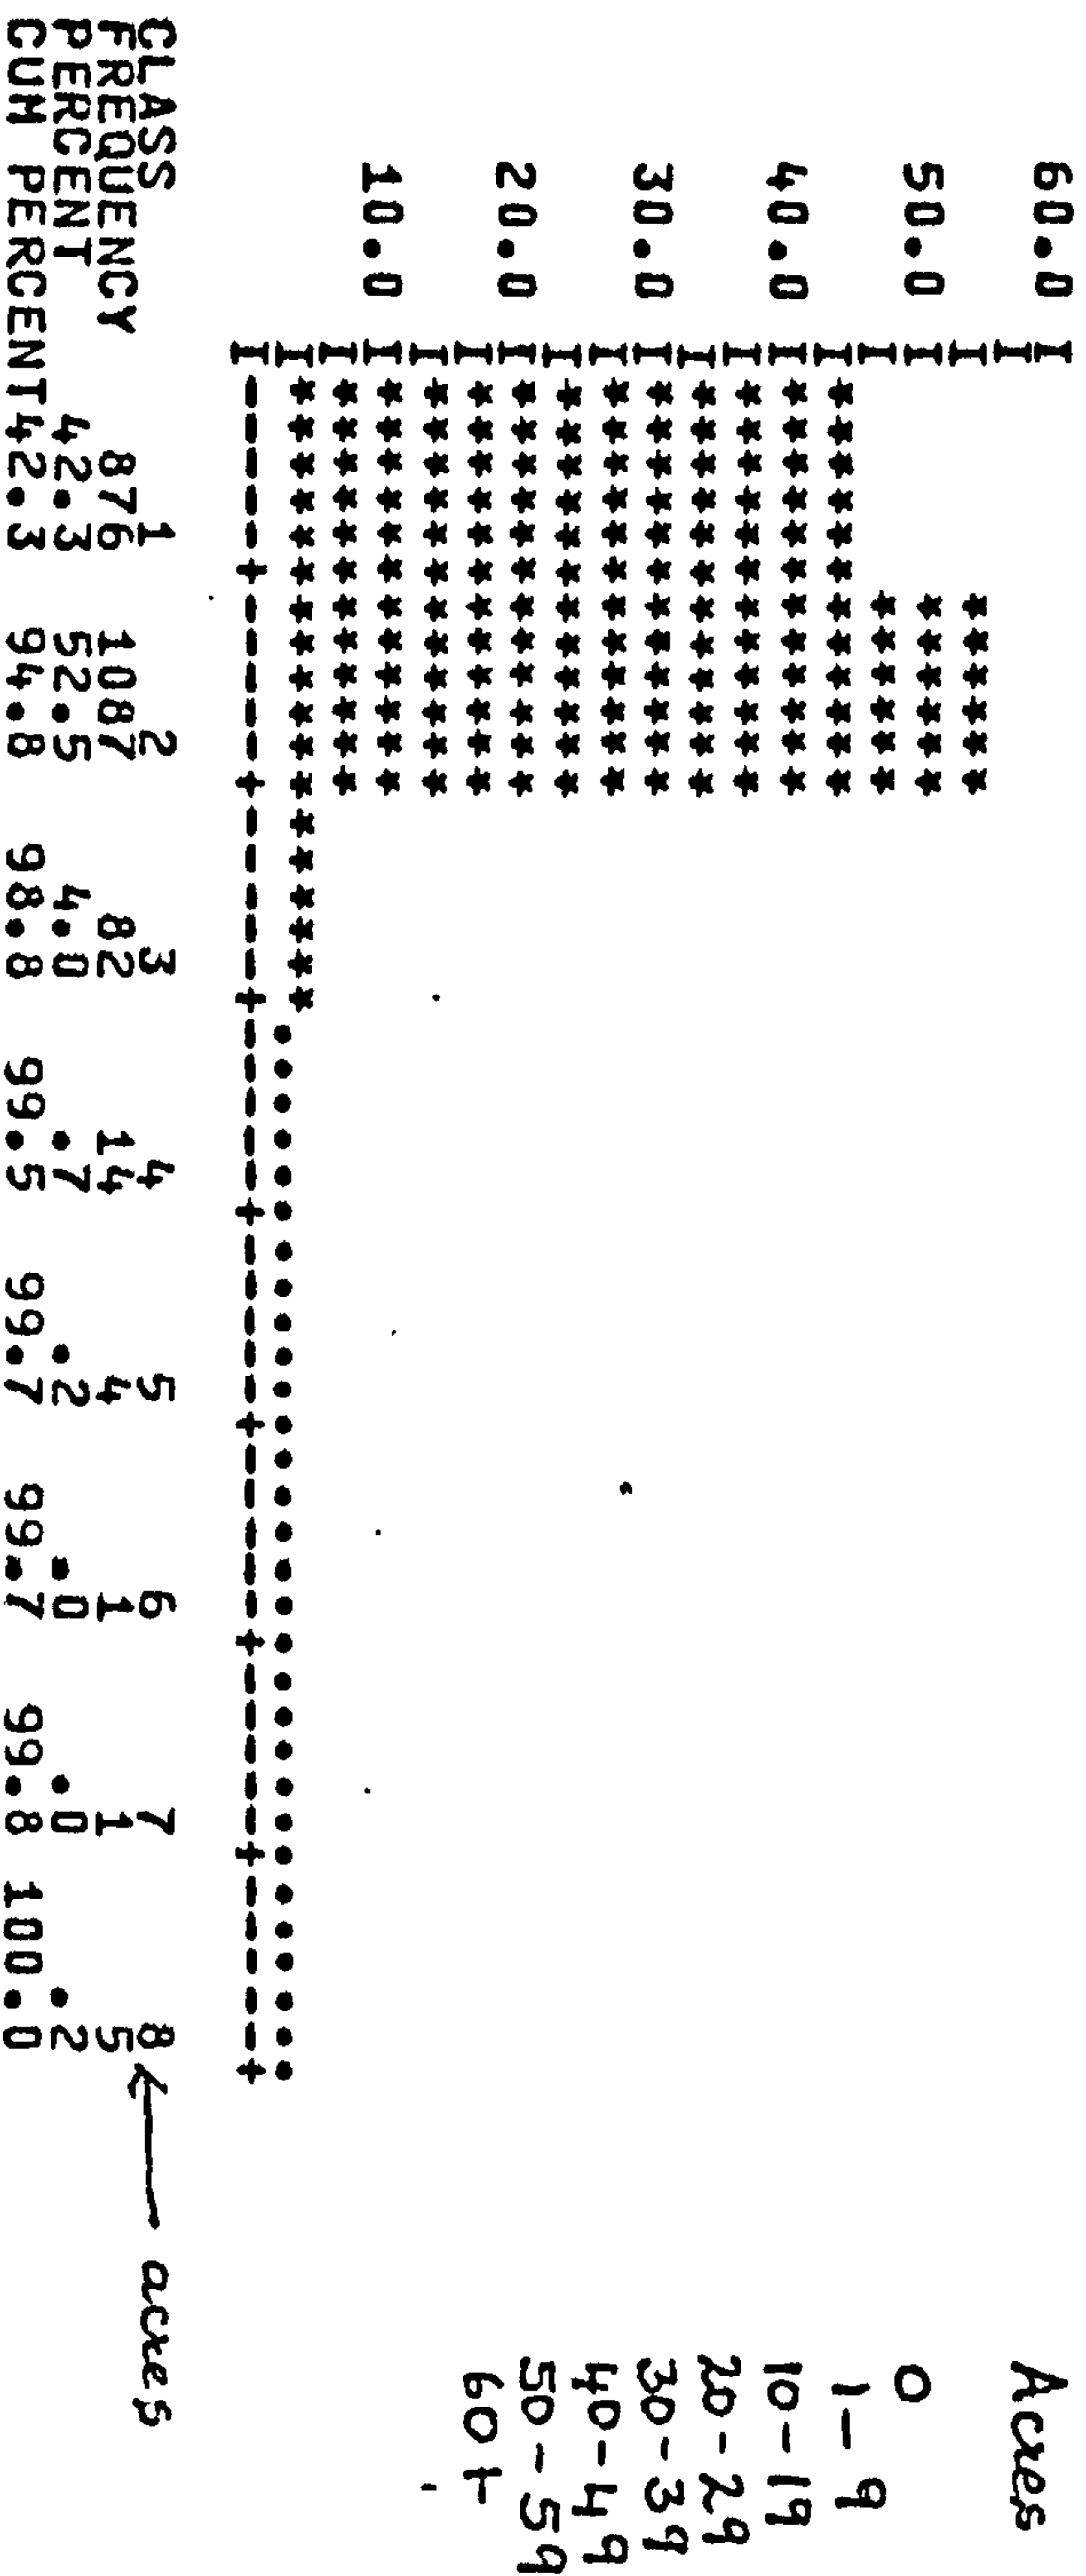 Acres
0
1-9
10-19
20-29
30-39
40-49
50-59
60+
60.0 I
I
I
50.0 I
I
I ******
40.0 I ************
30.0 I ************
20.0 I ************
10.0 I ************
I ******************
I-----+-----+-----+-----+-----+-----+-----+-----+
CLASS 1 2 3 4 5 6 7 8 ← acres
FREQUENCY 876 1087 82 14 4 1 1 5
PERCENT 42.3 52.5 4.0 .7 .2 .0 .0 .2
CUM PERCENT 42.3 94.8 98.8 99.5 99.7 99.7 99.8 100.0